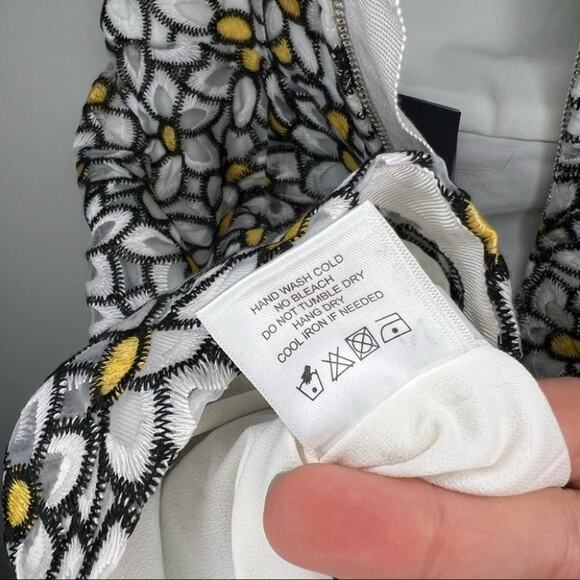 HAND WASH COLD
NO BLEACH
DO NOT TUMBLE DRY
HANG DRY
COOL IRON IF NEEDED